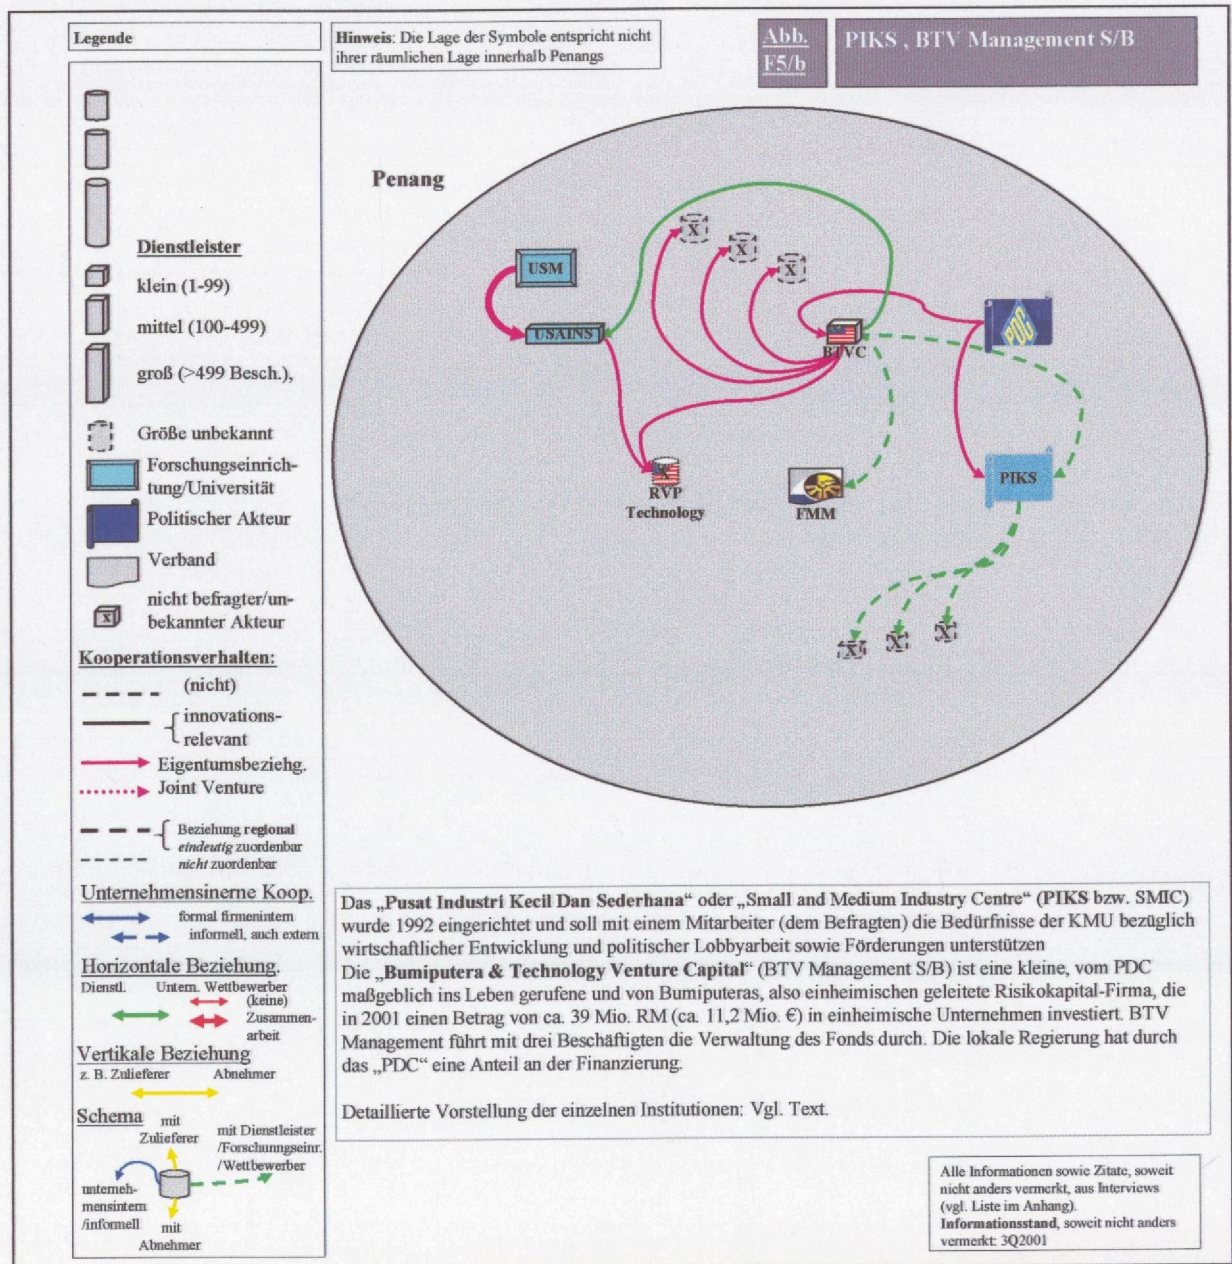 Legende
Hinweis: Die Lage der Symbole entspricht nicht
ihrer räumlichen Lage innerhalb Penangs
Abb.
F5/b
PIKS , BTV Management S/B
Dienstleister
klein (1-99)
mittel (100-499)
groß (>499 Besch.),
Größe unbekannt
Forschungseinrich-
tung/Universität
Politischer Akteur
Verband
nicht befragter/un-
bekannter Akteur
x
Kooperationsverhalten:
(nicht)
innovations-
relevant
Eigentumsbeziehg.
Joint Venture
Beziehung regional
eindeutig zuordenbar
nicht zuordenbar
Unternehmensinerne Koop.
formal firmenintern
informell, auch extern
Horizontale Beziehung.
Dienstl. Untern. Wettbewerber
(keine)
Zusammen-
arbeit
Vertikale Beziehung
z. B. Zulieferer Abnehmer
Schema
mit
Zulieferer
mit Dienstleister
/Forschunngseinr.
/Wettbewerber
unterneh-
mensintern
/informell
mit
Abnehmer
Penang
X
X
X
USM
USAINS
BTVC
PDC
X
RVP
Technology
FMM
PIKS
X
X
X
Das „Pusat Industri Kecil Dan Sederhana“ oder „Small and Medium Industry Centre“ (PIKS bzw. SMIC)
wurde 1992 eingerichtet und soll mit einem Mitarbeiter (dem Befragten) die Bedürfnisse der KMU bezüglich
wirtschaftlicher Entwicklung und politischer Lobbyarbeit sowie Förderungen unterstützen
Die „Bumiputera & Technology Venture Capital“ (BTV Management S/B) ist eine kleine, vom PDC
maßgeblich ins Leben gerufene und von Bumiputeras, also einheimischen geleitete Risikokapital-Firma, die
in 2001 einen Betrag von ca. 39 Mio. RM (ca. 11,2 Mio. €) in einheimische Unternehmen investiert. BTV
Management führt mit drei Beschäftigten die Verwaltung des Fonds durch. Die lokale Regierung hat durch
das „PDC“ eine Anteil an der Finanzierung.
Detaillierte Vorstellung der einzelnen Institutionen: Vgl. Text.
Alle Informationen sowie Zitate, soweit
nicht anders vermerkt, aus Interviews
(vgl. Liste im Anhang).
Informationsstand, soweit nicht anders
vermerkt: 3Q2001